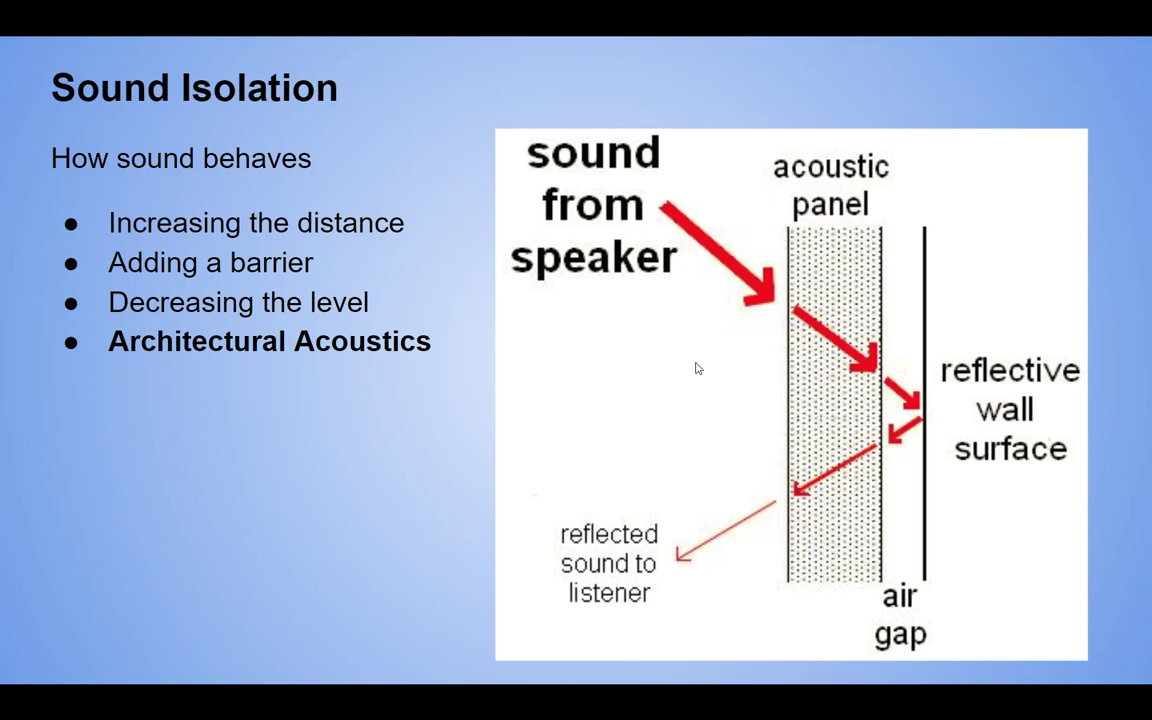 Sound Isolation
How sound behaves
● Increasing the distance
● Adding a barrier
● Decreasing the level
● Architectural Acoustics
sound
from
speaker
acoustic
panel
reflective
wall
surface
reflected
sound to
listener
air
gap